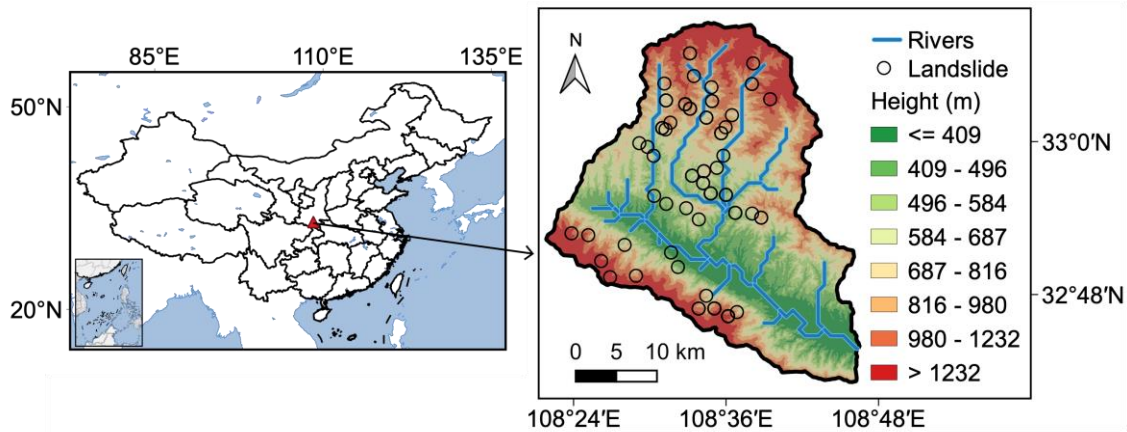 85°E 110°E 135°E
50°N
20°N
N
Rivers
Landslide
Height (m)
<= 409
409 - 496
496 - 584
584 - 687
687 - 816
816 - 980
980 - 1232
> 1232
33°0′N
32°48′N
0 5 10 km
108°24′E 108°36′E 108°48′E